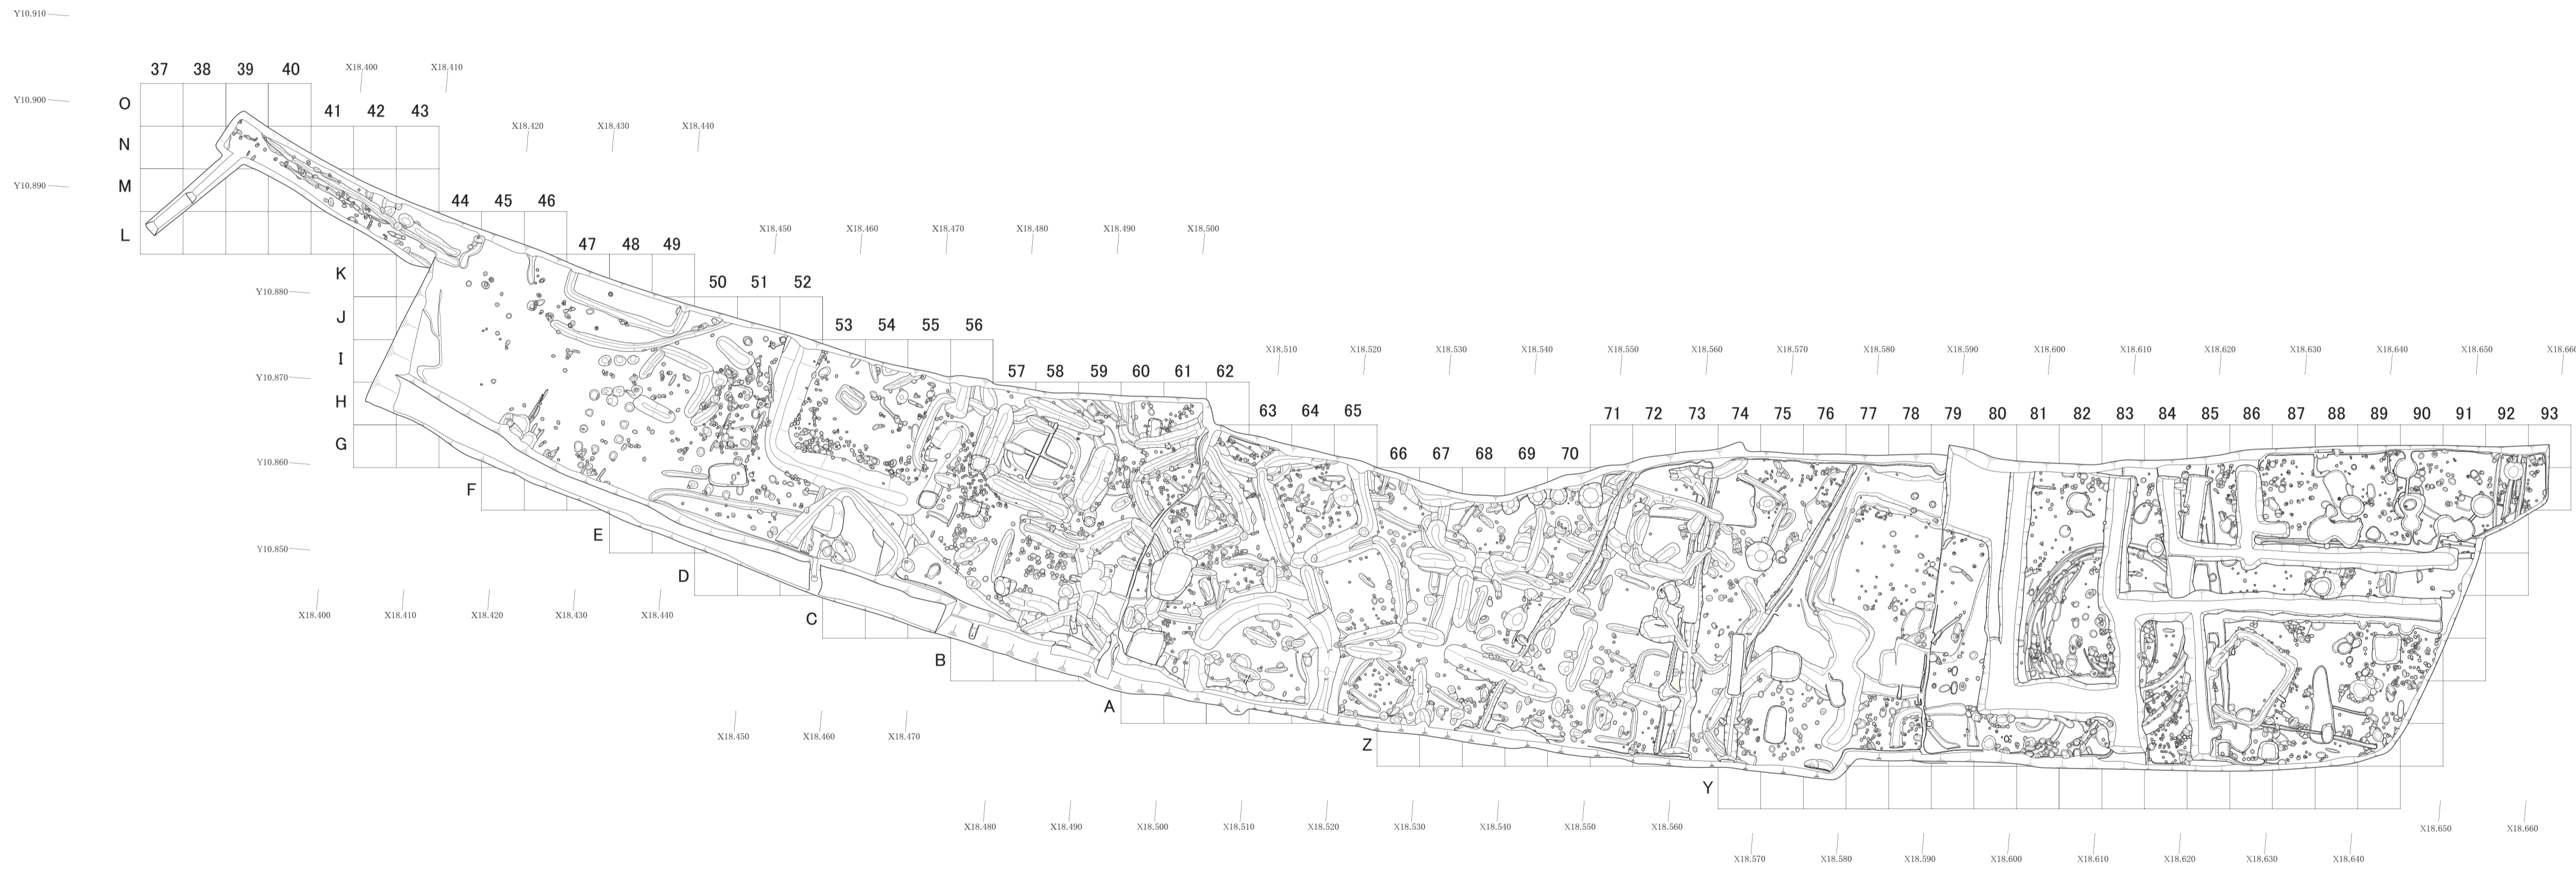 Y10.910
37 38 39 40
X18.400 X18.410
Y10.900
O
41 42 43
X18.420 X18.430 X18.440
N
Y10.890
M
44 45 46
L
X18.450 X18.460 X18.470 X18.480 X18.490 X18.500
47 48 49
K
50 51 52
Y10.880
J
53 54 55 56
X18.510 X18.520 X18.530 X18.540 X18.550 X18.560 X18.570 X18.580 X18.590 X18.600 X18.610 X18.620 X18.630 X18.640 X18.650 X18.660
I
57 58 59 60 61 62
Y10.870
H
63 64 65
71 72 73 74 75 76 77 78 79 80 81 82 83 84 85 86 87 88 89 90 91 92 93
G
66 67 68 69 70
Y10.860
F
E
Y10.850
D
X18.400 X18.410 X18.420 X18.430 X18.440
C
B
A
X18.450 X18.460 X18.470
Z
Y
X18.480 X18.490 X18.500 X18.510 X18.520 X18.530 X18.540 X18.550 X18.560
X18.650 X18.660
X18.570 X18.580 X18.590 X18.600 X18.610 X18.620 X18.630 X18.640